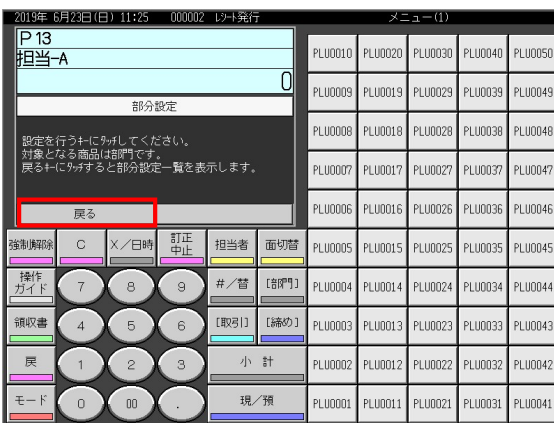 2019年 6月23日(日) 11:25 000002 レシート発行 メニュー(1)
P13
担当-A
0
部分設定
設定を行うキーにタッチしてください。
対象となる商品は部門です。
戻るキーにタッチすると部分設定一覧を表示します。
戻る
強制解除 C X/日時 訂正中止 担当者 面切替
操作ガイド 7 8 9 #/替 [部門]
領収書 4 5 6 [取引] [締め]
戻 1 2 3 小計
モード 0 00 . 現/預
PLU0010 PLU0020 PLU0030 PLU0040 PLU0050
PLU0009 PLU0019 PLU0029 PLU0039 PLU0049
PLU0008 PLU0018 PLU0028 PLU0038 PLU0048
PLU0007 PLU0017 PLU0027 PLU0037 PLU0047
PLU0006 PLU0016 PLU0026 PLU0036 PLU0046
PLU0005 PLU0015 PLU0025 PLU0035 PLU0045
PLU0004 PLU0014 PLU0024 PLU0034 PLU0044
PLU0003 PLU0013 PLU0023 PLU0033 PLU0043
PLU0002 PLU0012 PLU0022 PLU0032 PLU0042
PLU0001 PLU0011 PLU0021 PLU0031 PLU0041